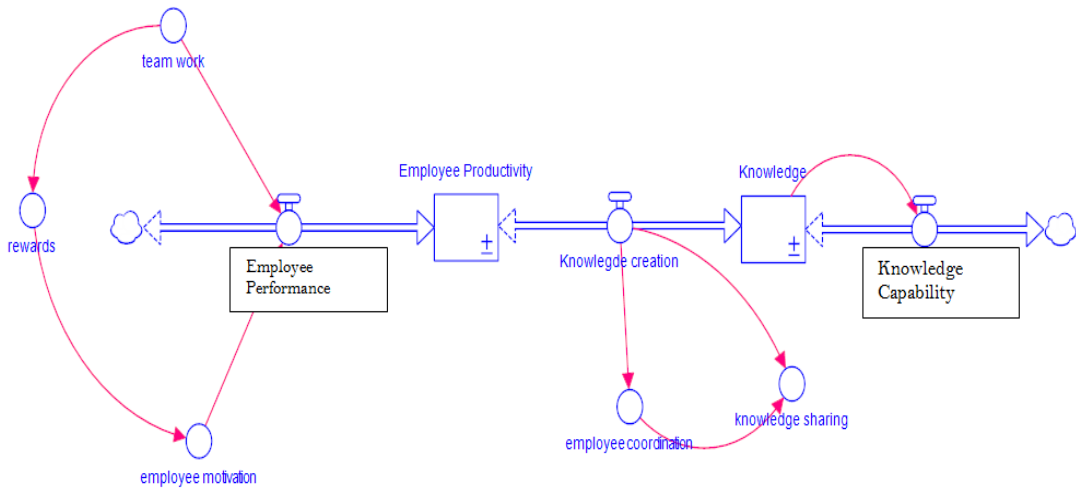 team work
Employee Productivity
Knowledge
rewards
Employee
Performance
Knowlegde creation
Knowledge
Capability
knowledge sharing
employee coordination
employee motivation